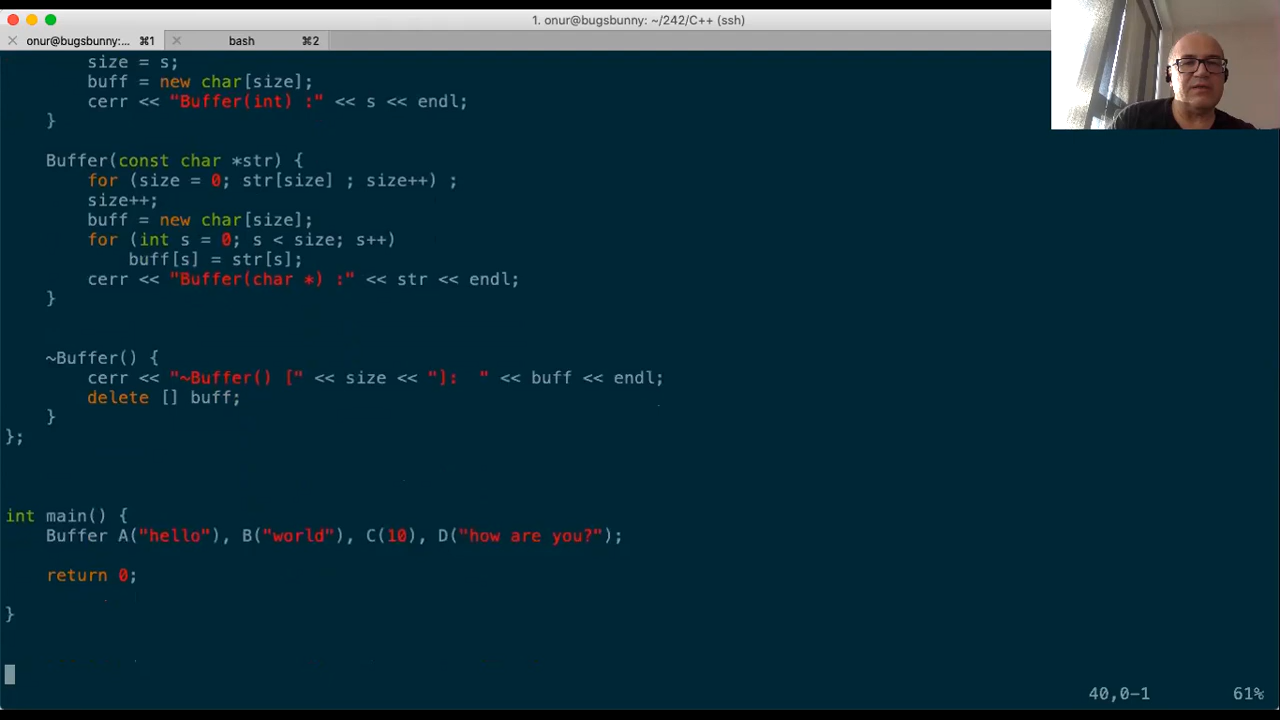 1. onur@bugsbunny: ~/242/C++ (ssh)
onur@bugsbunny:... ⌘1 bash ⌘2
size = s;
buff = new char[size];
cerr << "Buffer(int) :" << s << endl;
}
Buffer(const char *str) {
for (size = 0; str[size] ; size++) ;
size++;
buff = new char[size];
for (int s = 0; s < size; s++)
buff[s] = str[s];
cerr << "Buffer(char *) :" << str << endl;
}
~Buffer() {
cerr << "~Buffer() [" << size << "]:  " << buff << endl;
delete [] buff;
}
};
int main() {
Buffer A("hello"), B("world"), C(10), D("how are you?");
return 0;
}
40,0-1 61%